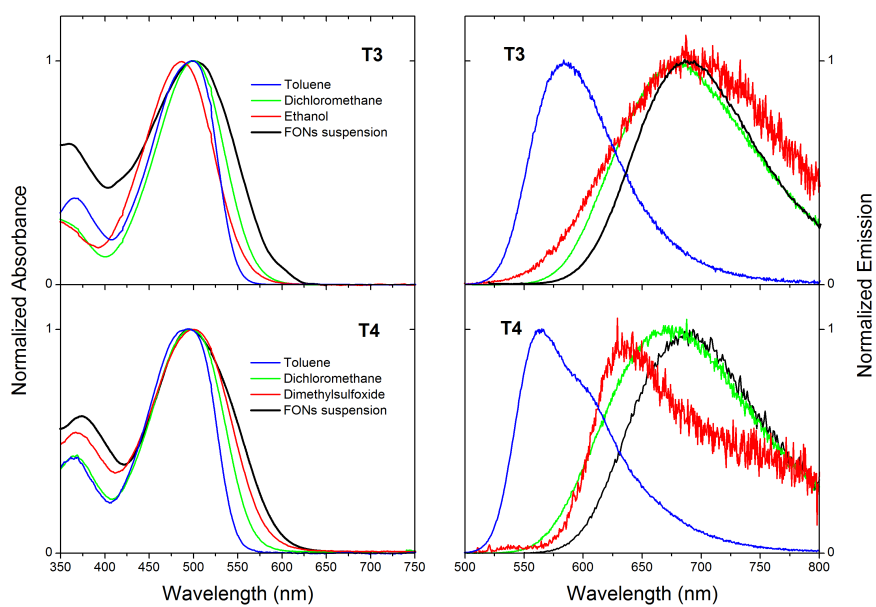 T3
Toluene
Dichloromethane
Ethanol
FONs suspension
1
0
T3
1
0
T4
Toluene
Dichloromethane
Dimethylsulfoxide
FONs suspension
1
0
T4
1
0
350 400 450 500 550 600 650 700 750
500 550 600 650 700 750 800
Wavelength (nm)
Wavelength (nm)
Normalized Absorbance
Normalized Emission